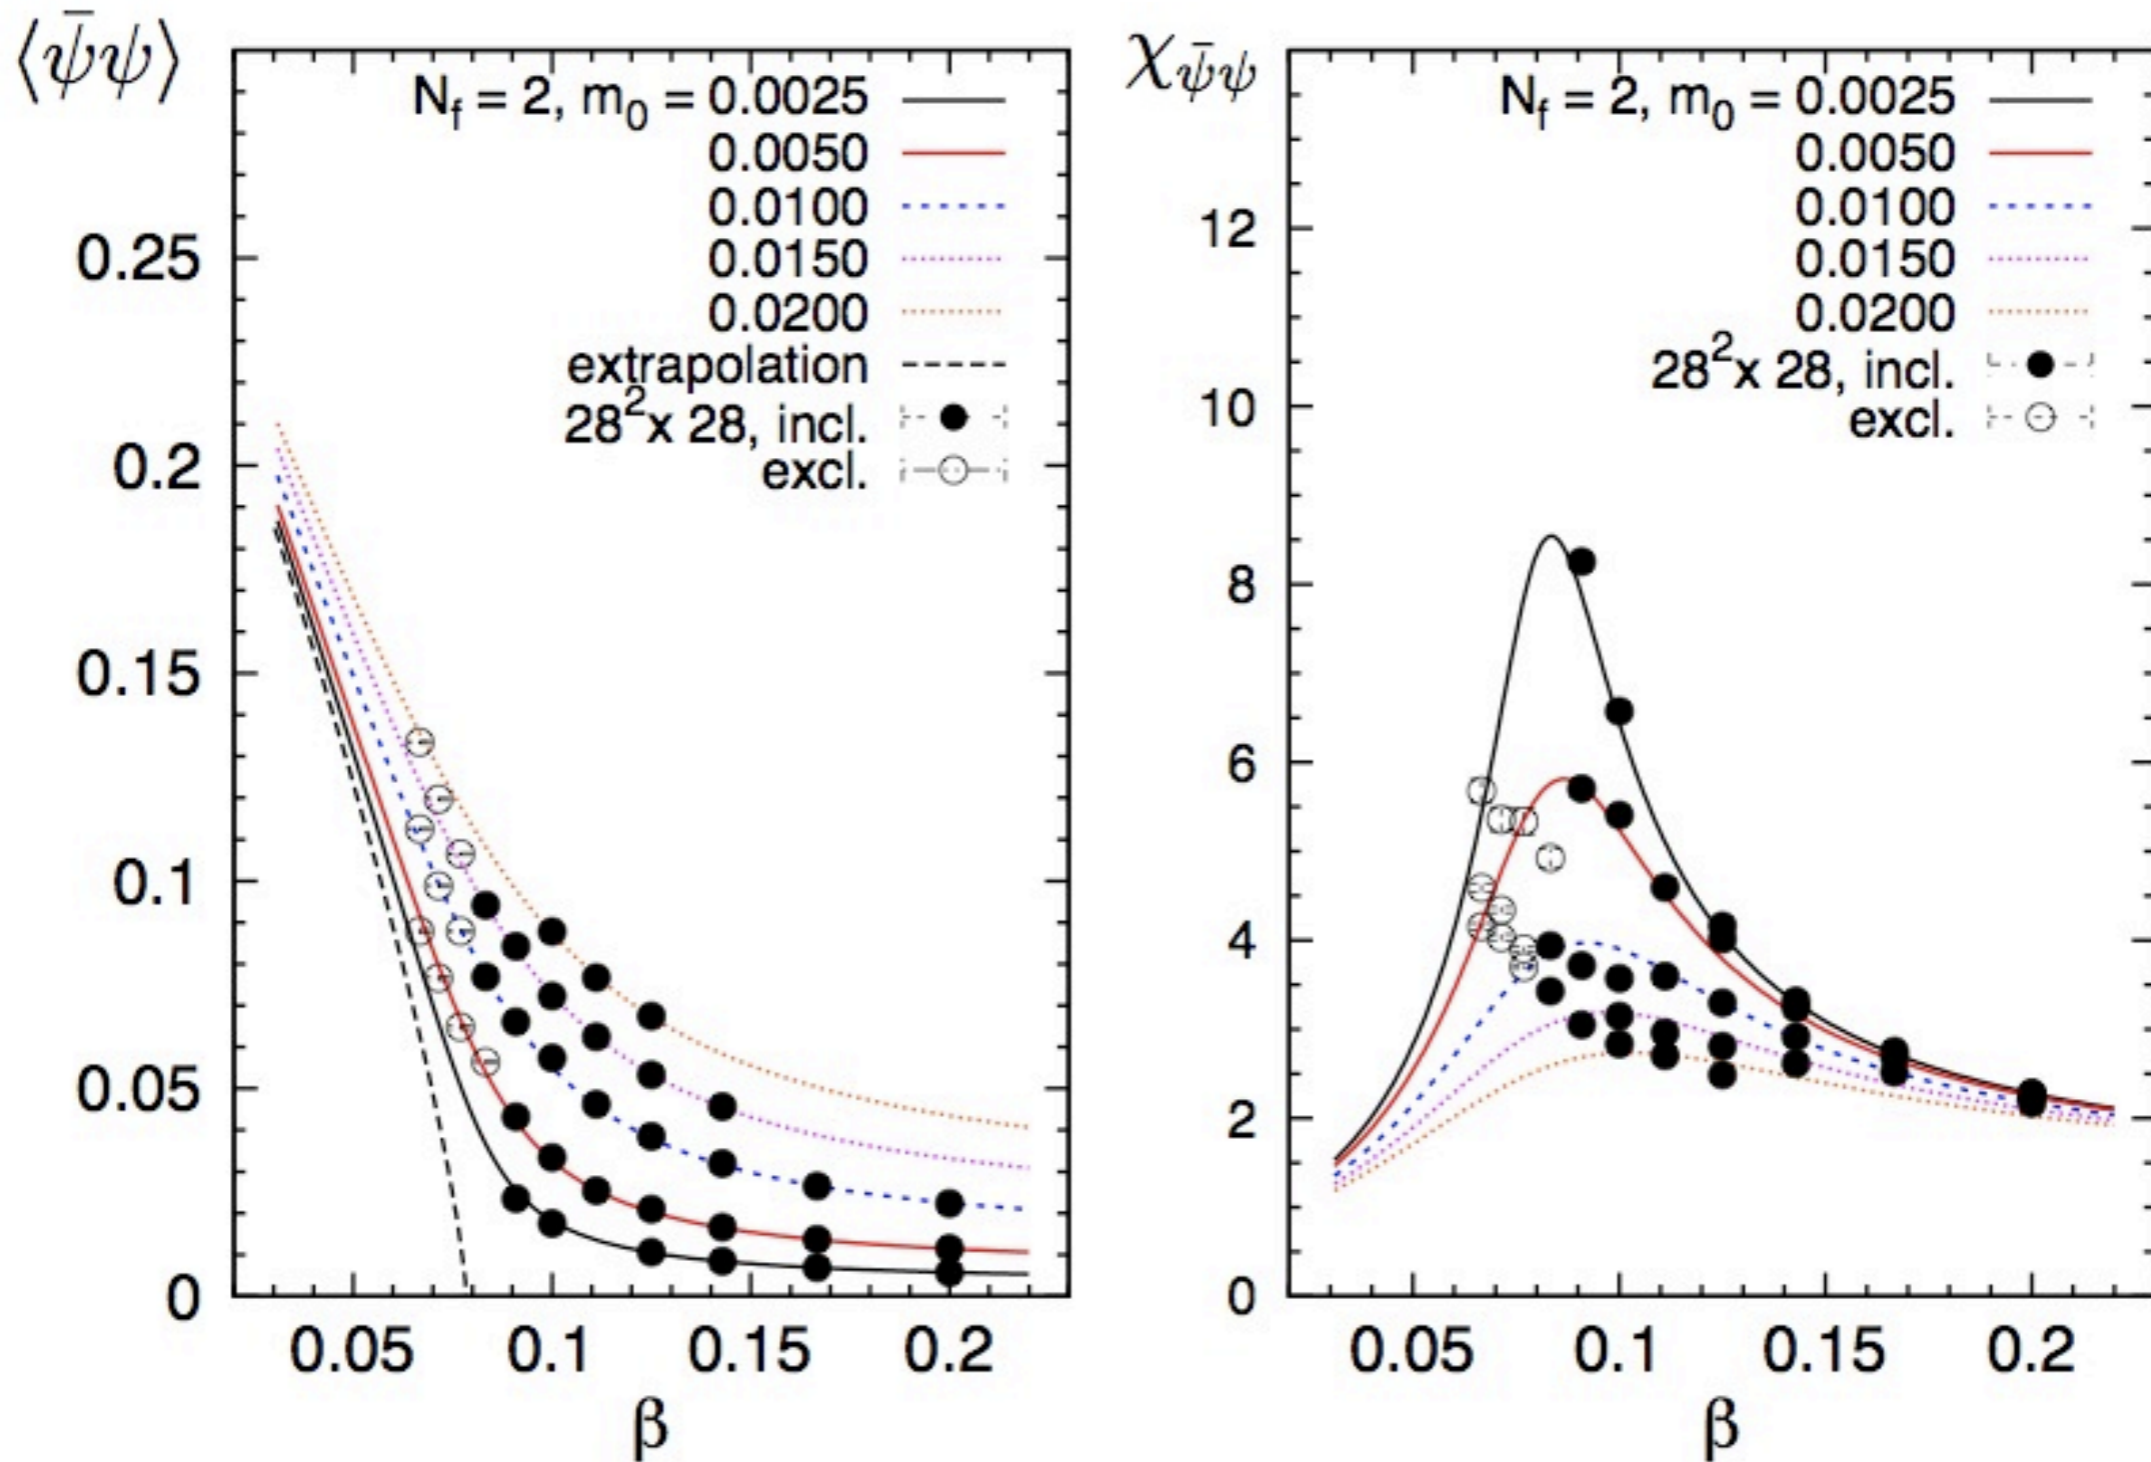 ⟨ψ̄ψ⟩
N_f = 2, m_0 = 0.0025
0.0050
0.0100
0.0150
0.0200
extrapolation
28²x 28, incl.
excl.
0.25
0.2
0.15
0.1
0.05
0
0.05 0.1 0.15 0.2
β
χ_ψ̄ψ
N_f = 2, m_0 = 0.0025
0.0050
0.0100
0.0150
0.0200
28²x 28, incl.
excl.
12
10
8
6
4
2
0
0.05 0.1 0.15 0.2
β